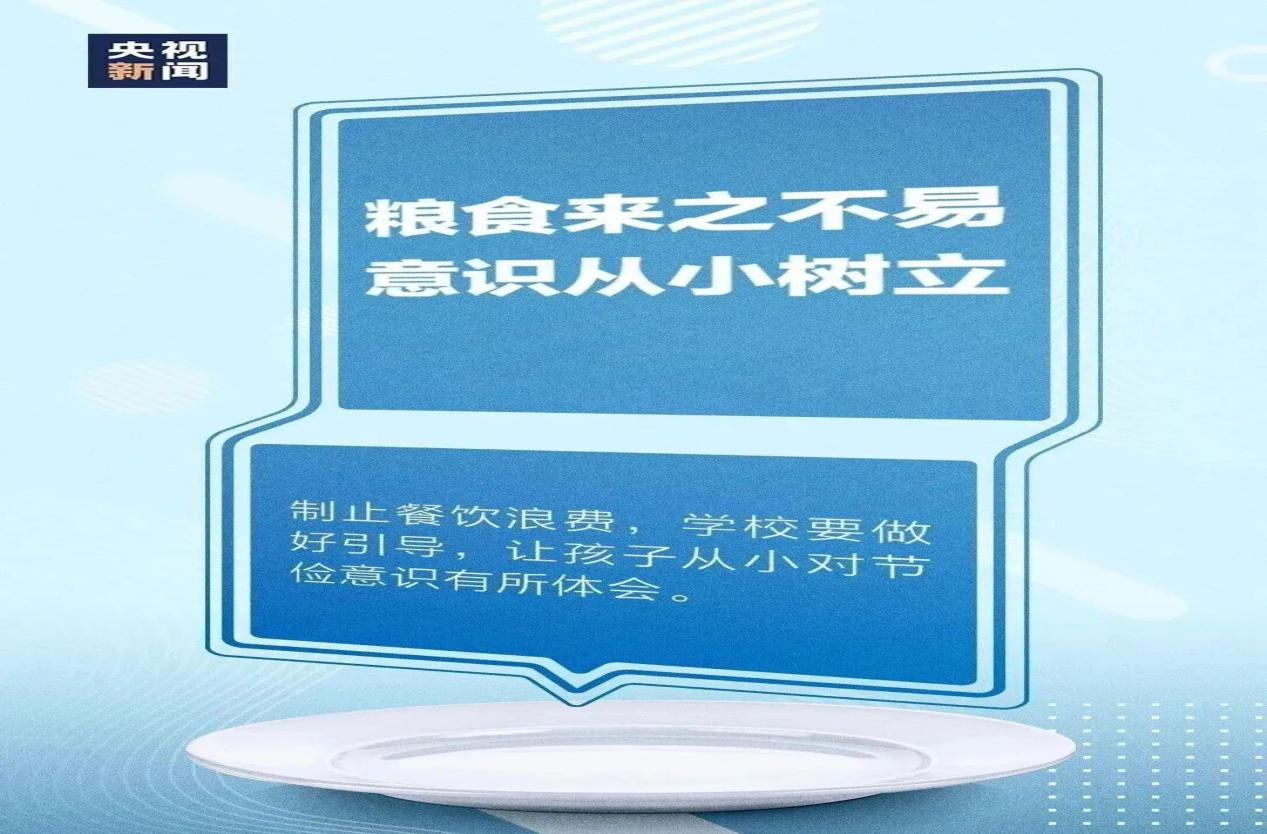 央视
新闻
粮食来之不易
意识从小树立
制止餐饮浪费，学校要做
好引导，让孩子从小对节
俭意识有所体会。